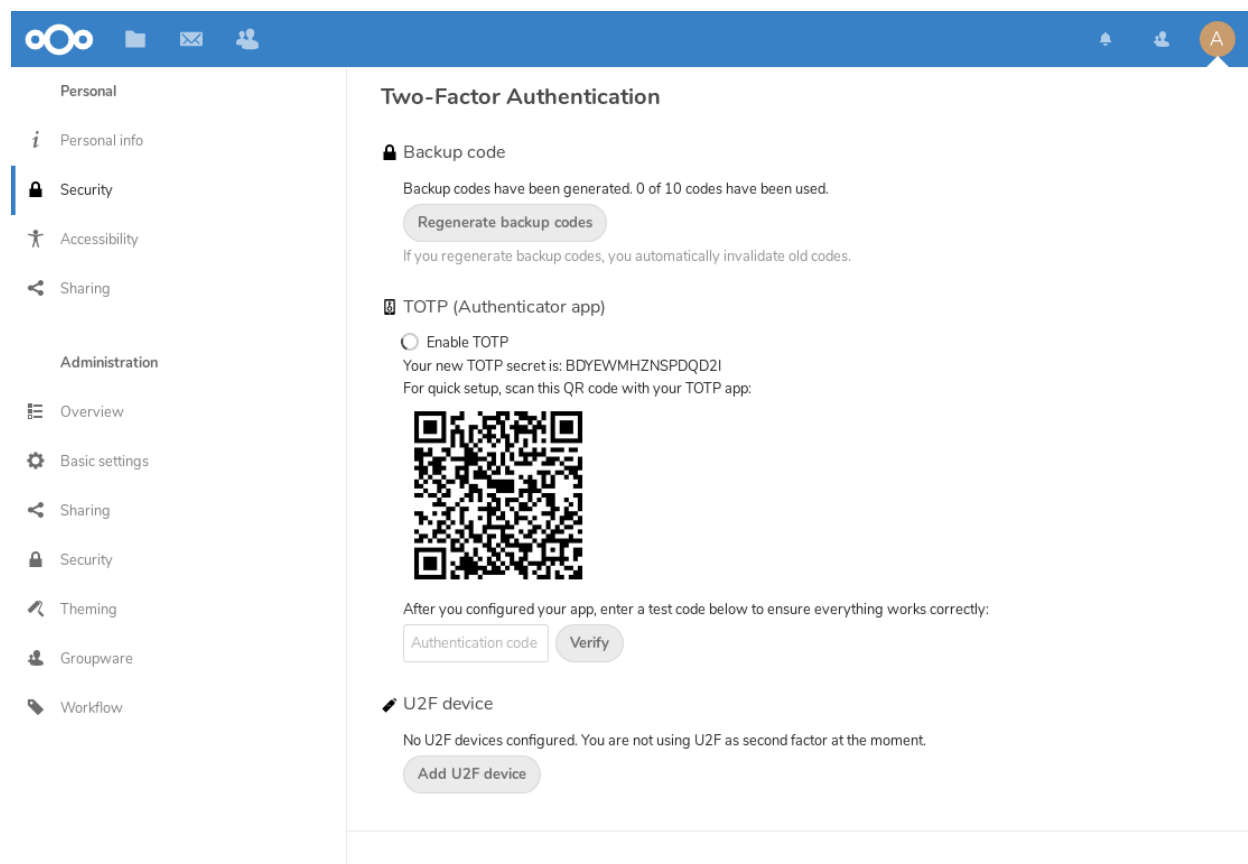 A
Personal
Personal info
Security
Accessibility
Sharing
Administration
Overview
Basic settings
Sharing
Security
Theming
Groupware
Workflow
Two-Factor Authentication
Backup code
Backup codes have been generated. 0 of 10 codes have been used.
Regenerate backup codes
If you regenerate backup codes, you automatically invalidate old codes.
TOTP (Authenticator app)
Enable TOTP
Your new TOTP secret is: BDYEWMHZNSPDQD2I
For quick setup, scan this QR code with your TOTP app:
After you configured your app, enter a test code below to ensure everything works correctly:
Authentication code Verify
U2F device
No U2F devices configured. You are not using U2F as second factor at the moment.
Add U2F device